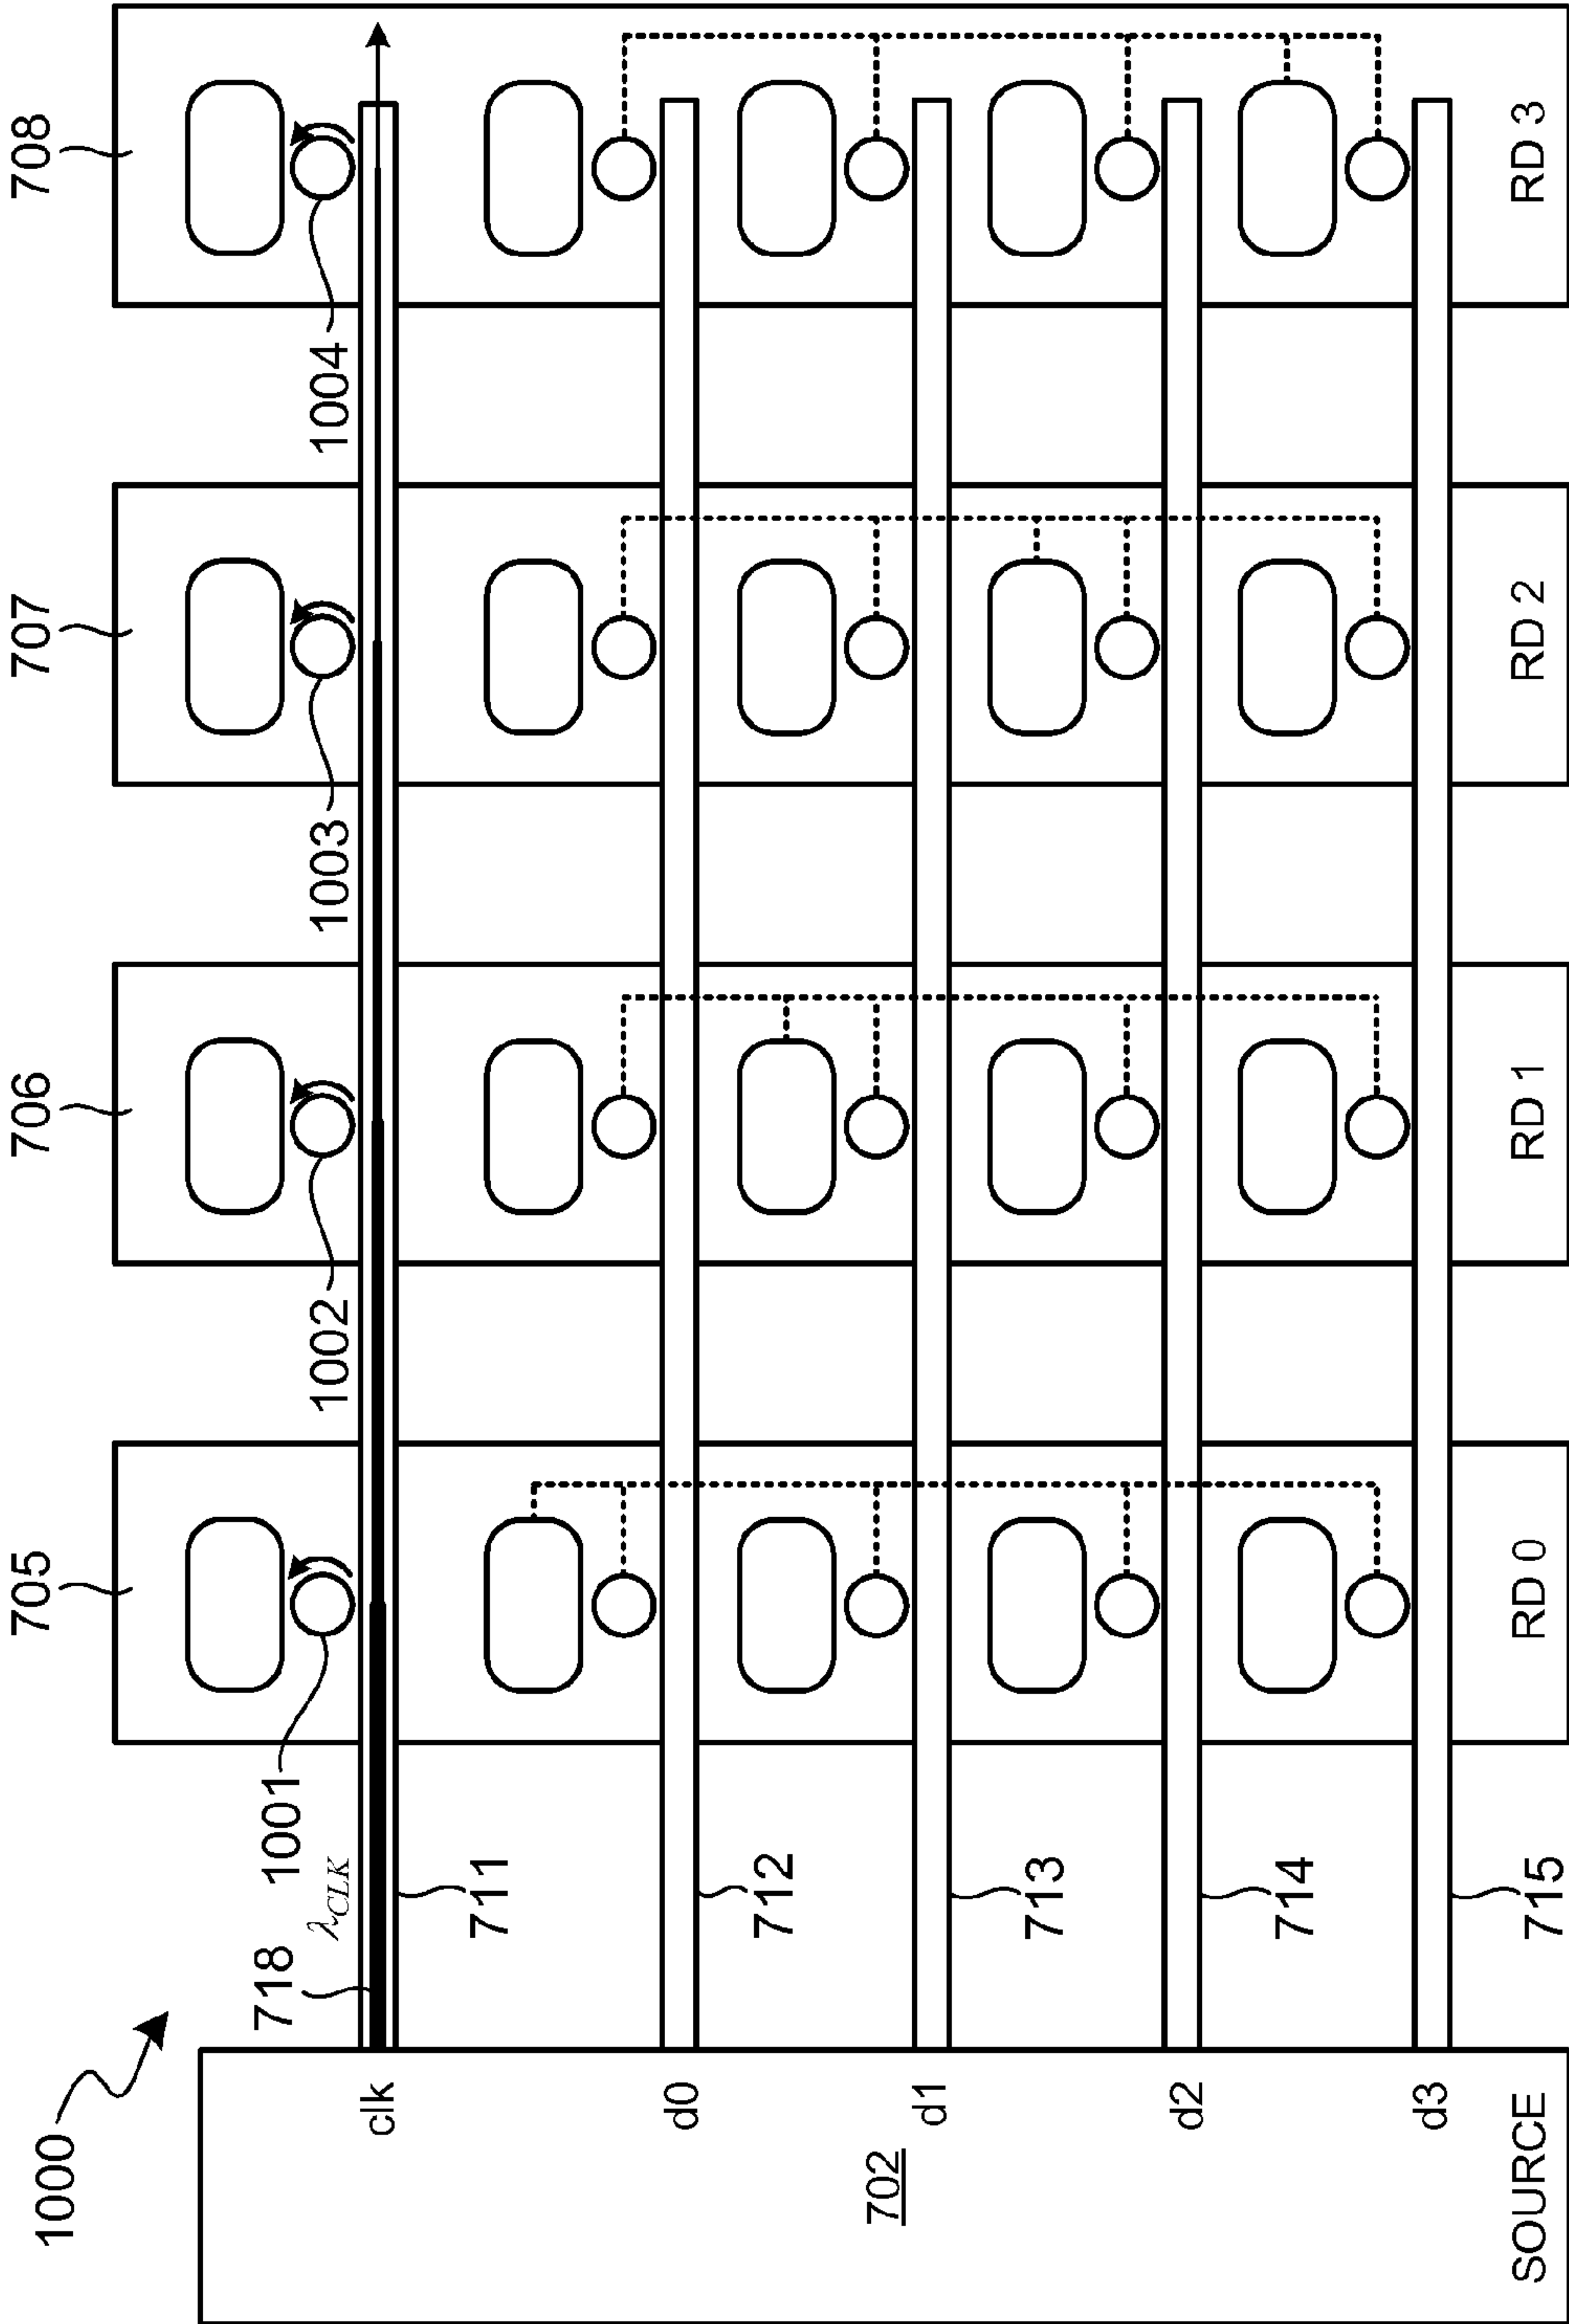 1000
705
706
707
708
718
λCLK
1001
1002
1003
1004
clk
711
d0
712
702
d1
713
d2
714
d3
715
SOURCE
RD 0
RD 1
RD 2
RD 3